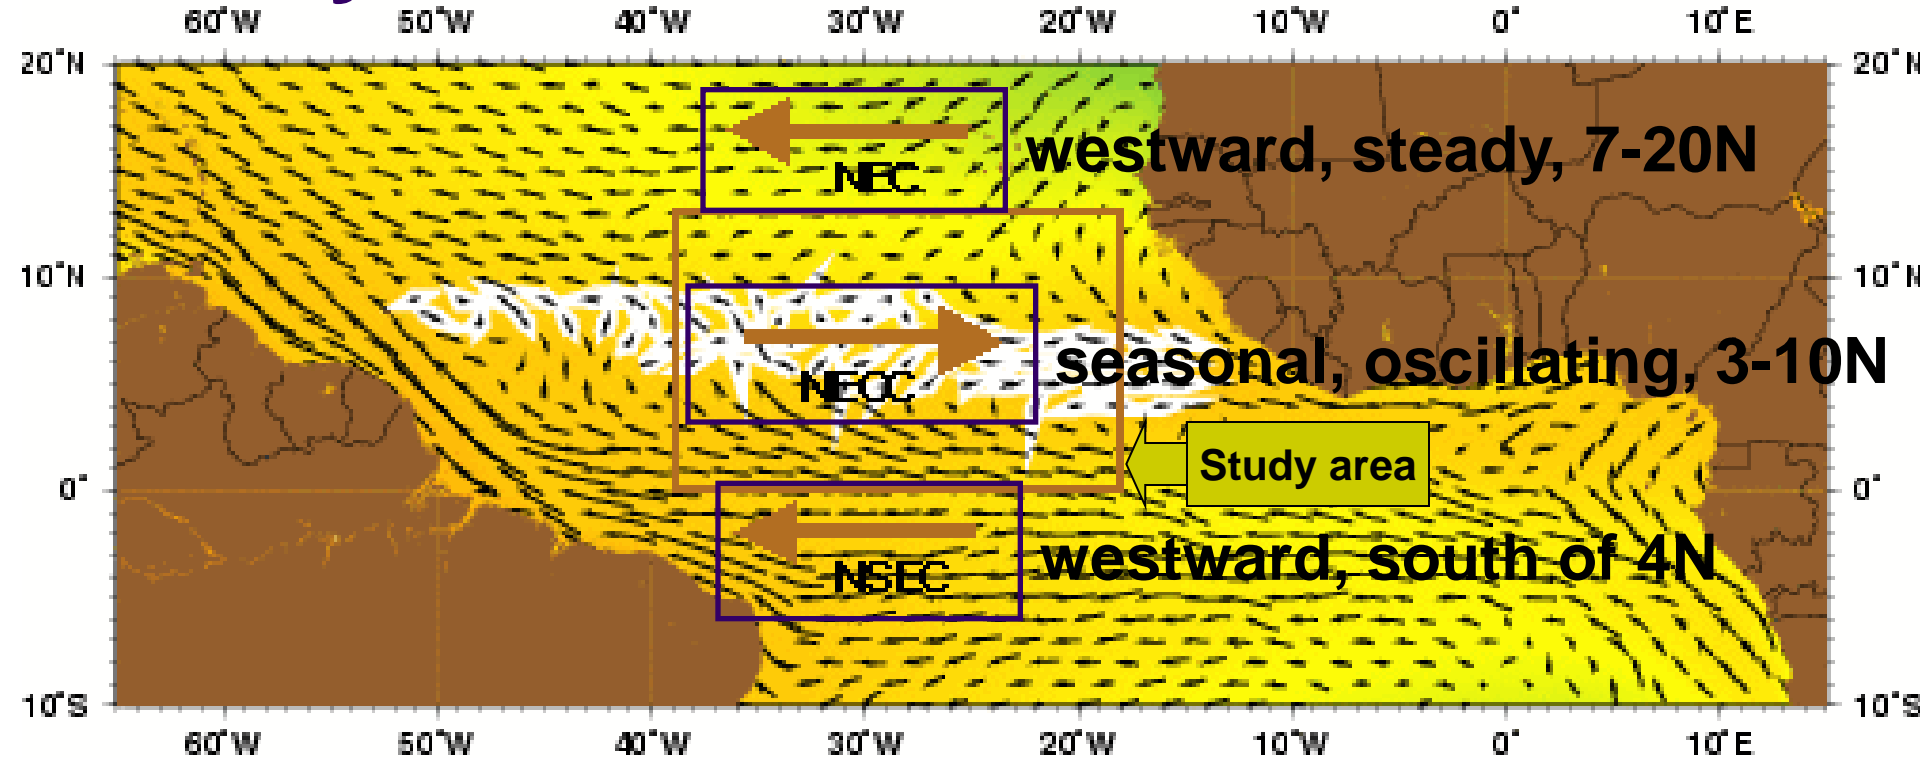 60°W 50°W 40°W 30°W 20°W 10°W 0° 10°E
20°N 20°N
westward, steady, 7-20N
NEC
10°N 10°N
seasonal, oscillating, 3-10N
NECC
Study area
0° 0°
westward, south of 4N
NSEC
10°S 10°S
60°W 50°W 40°W 30°W 20°W 10°W 0° 10°E